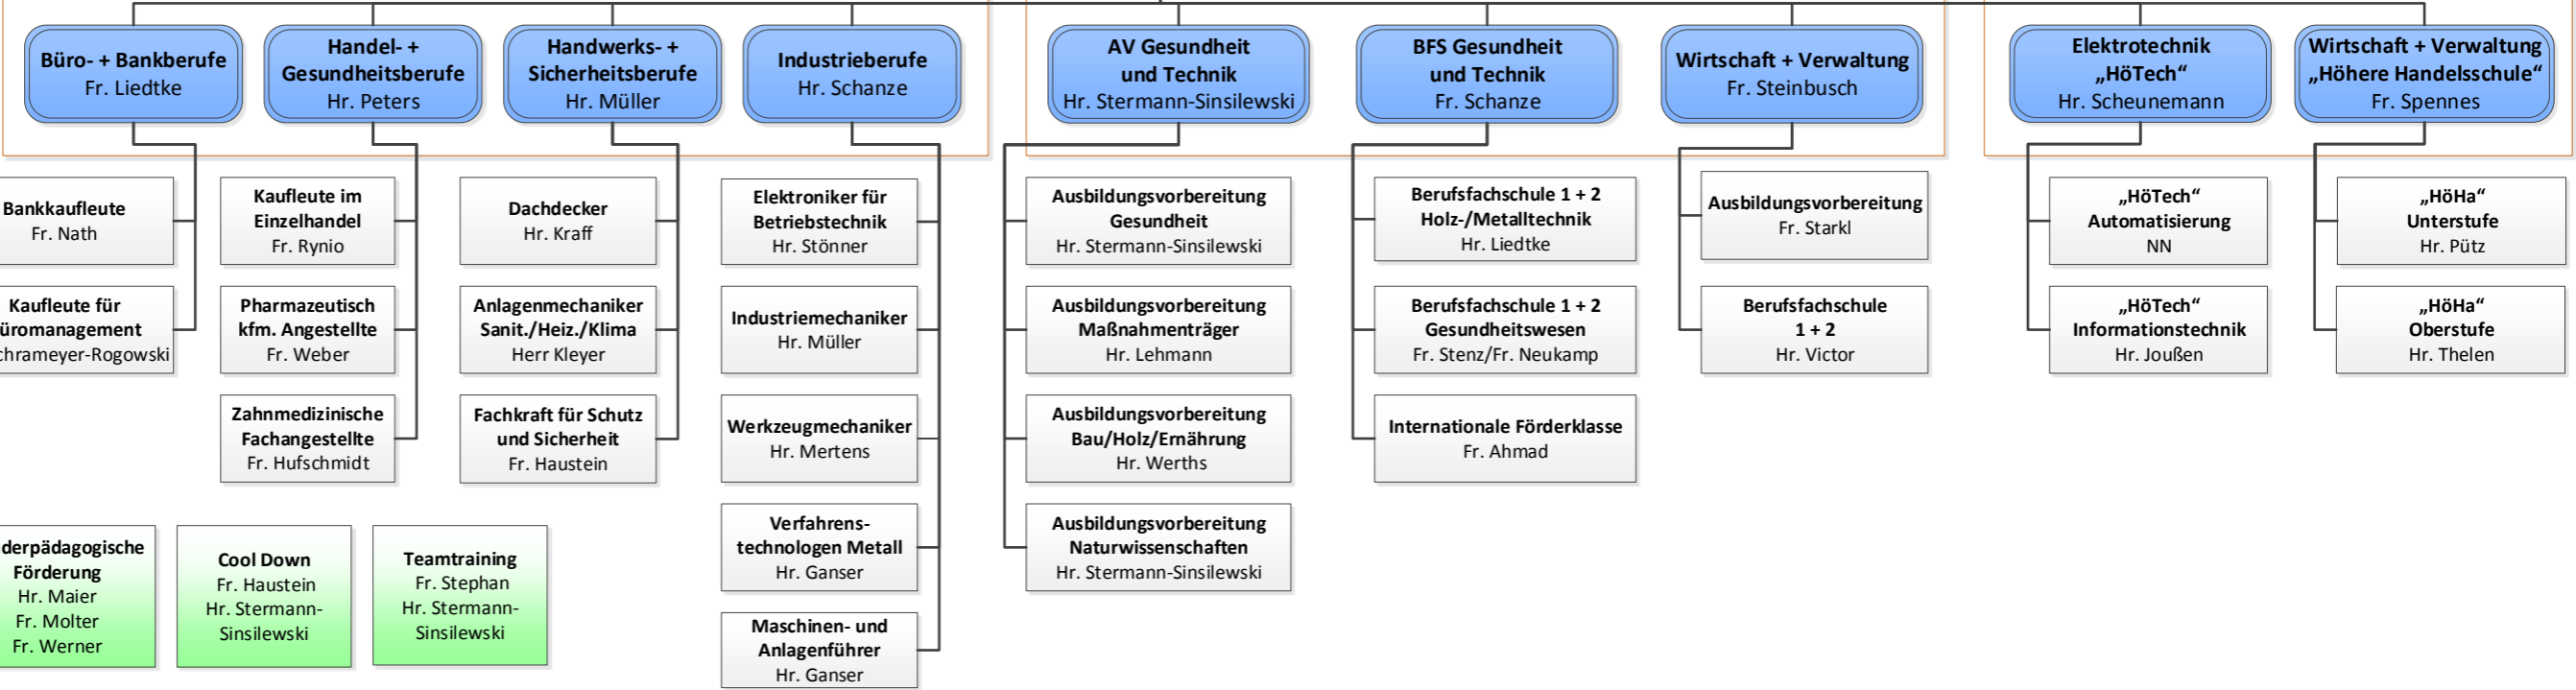 Büro- + Bankberufe
Fr. Liedtke
Handel- +
Gesundheitsberufe
Hr. Peters
Handwerks- +
Sicherheitsberufe
Hr. Müller
Industrieberufe
Hr. Schanze
AV Gesundheit
und Technik
Hr. Stermann-Sinsilewski
BFS Gesundheit
und Technik
Fr. Schanze
Wirtschaft + Verwaltung
Fr. Steinbusch
Elektrotechnik
„HöTech“
Hr. Scheunemann
Wirtschaft + Verwaltung
„Höhere Handelsschule“
Fr. Spennes
Bankkaufleute
Fr. Nath
Kaufleute für
üromanagement
chrameyer-Rogowski
Kaufleute im
Einzelhandel
Fr. Rynio
Pharmazeutisch
kfm. Angestellte
Fr. Weber
Zahnmedizinische
Fachangestellte
Fr. Hufschmidt
Dachdecker
Hr. Kraff
Anlagenmechaniker
Sanit./Heiz./Klima
Herr Kleyer
Fachkraft für Schutz
und Sicherheit
Fr. Haustein
Elektroniker für
Betriebstechnik
Hr. Stönner
Industriemechaniker
Hr. Müller
Werkzeugmechaniker
Hr. Mertens
Verfahrens-
technologen Metall
Hr. Ganser
Maschinen- und
Anlagenführer
Hr. Ganser
Ausbildungsvorbereitung
Gesundheit
Hr. Stermann-Sinsilewski
Ausbildungsvorbereitung
Maßnahmenträger
Hr. Lehmann
Ausbildungsvorbereitung
Bau/Holz/Ernährung
Hr. Werths
Ausbildungsvorbereitung
Naturwissenschaften
Hr. Stermann-Sinsilewski
Berufsfachschule 1 + 2
Holz-/Metalltechnik
Hr. Liedtke
Berufsfachschule 1 + 2
Gesundheitswesen
Fr. Stenz/Fr. Neukamp
Internationale Förderklasse
Fr. Ahmad
Ausbildungsvorbereitung
Fr. Starkl
Berufsfachschule
1 + 2
Hr. Victor
„HöTech“
Automatisierung
NN
„HöTech“
Informationstechnik
Hr. Joußen
„HöHa“
Unterstufe
Hr. Pütz
„HöHa“
Oberstufe
Hr. Thelen
derpädagogische
Förderung
Hr. Maier
Fr. Molter
Fr. Werner
Cool Down
Fr. Haustein
Hr. Stermann-
Sinsilewski
Teamtraining
Fr. Stephan
Hr. Stermann-
Sinsilewski